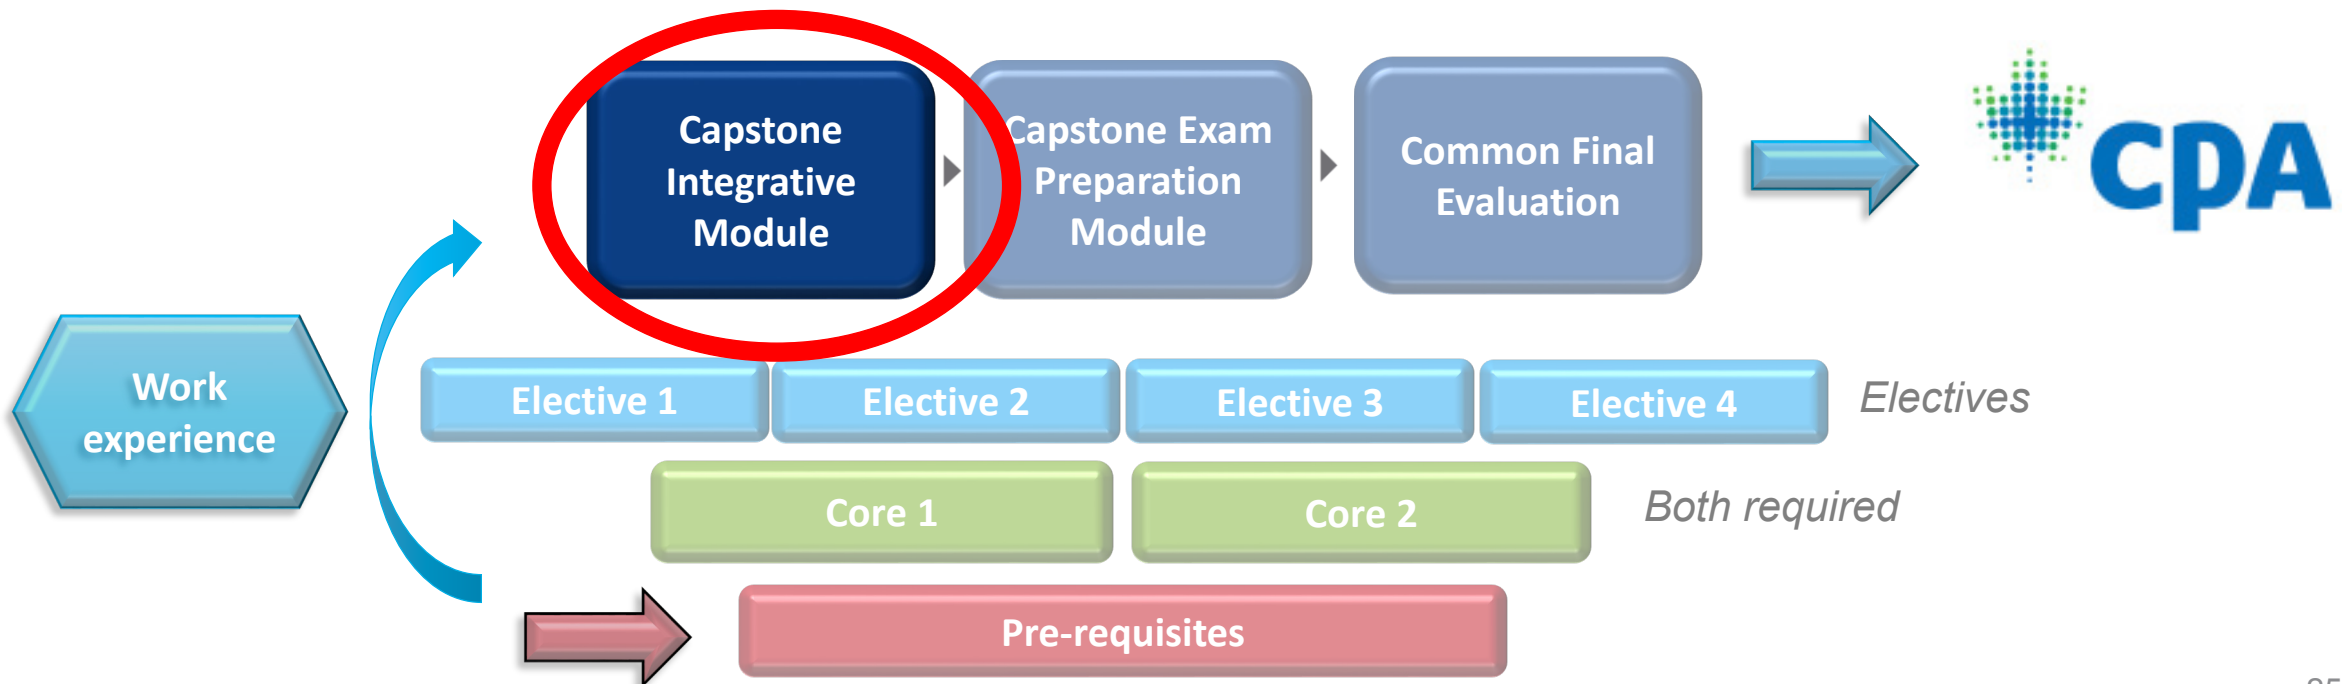 Capstone
Integrative
Module
Capstone Exam
Preparation
Module
Common Final
Evaluation
CPA
Work
experience
Elective 1
Elective 2
Elective 3
Elective 4
Electives
Core 1
Core 2
Both required
Pre-requisites